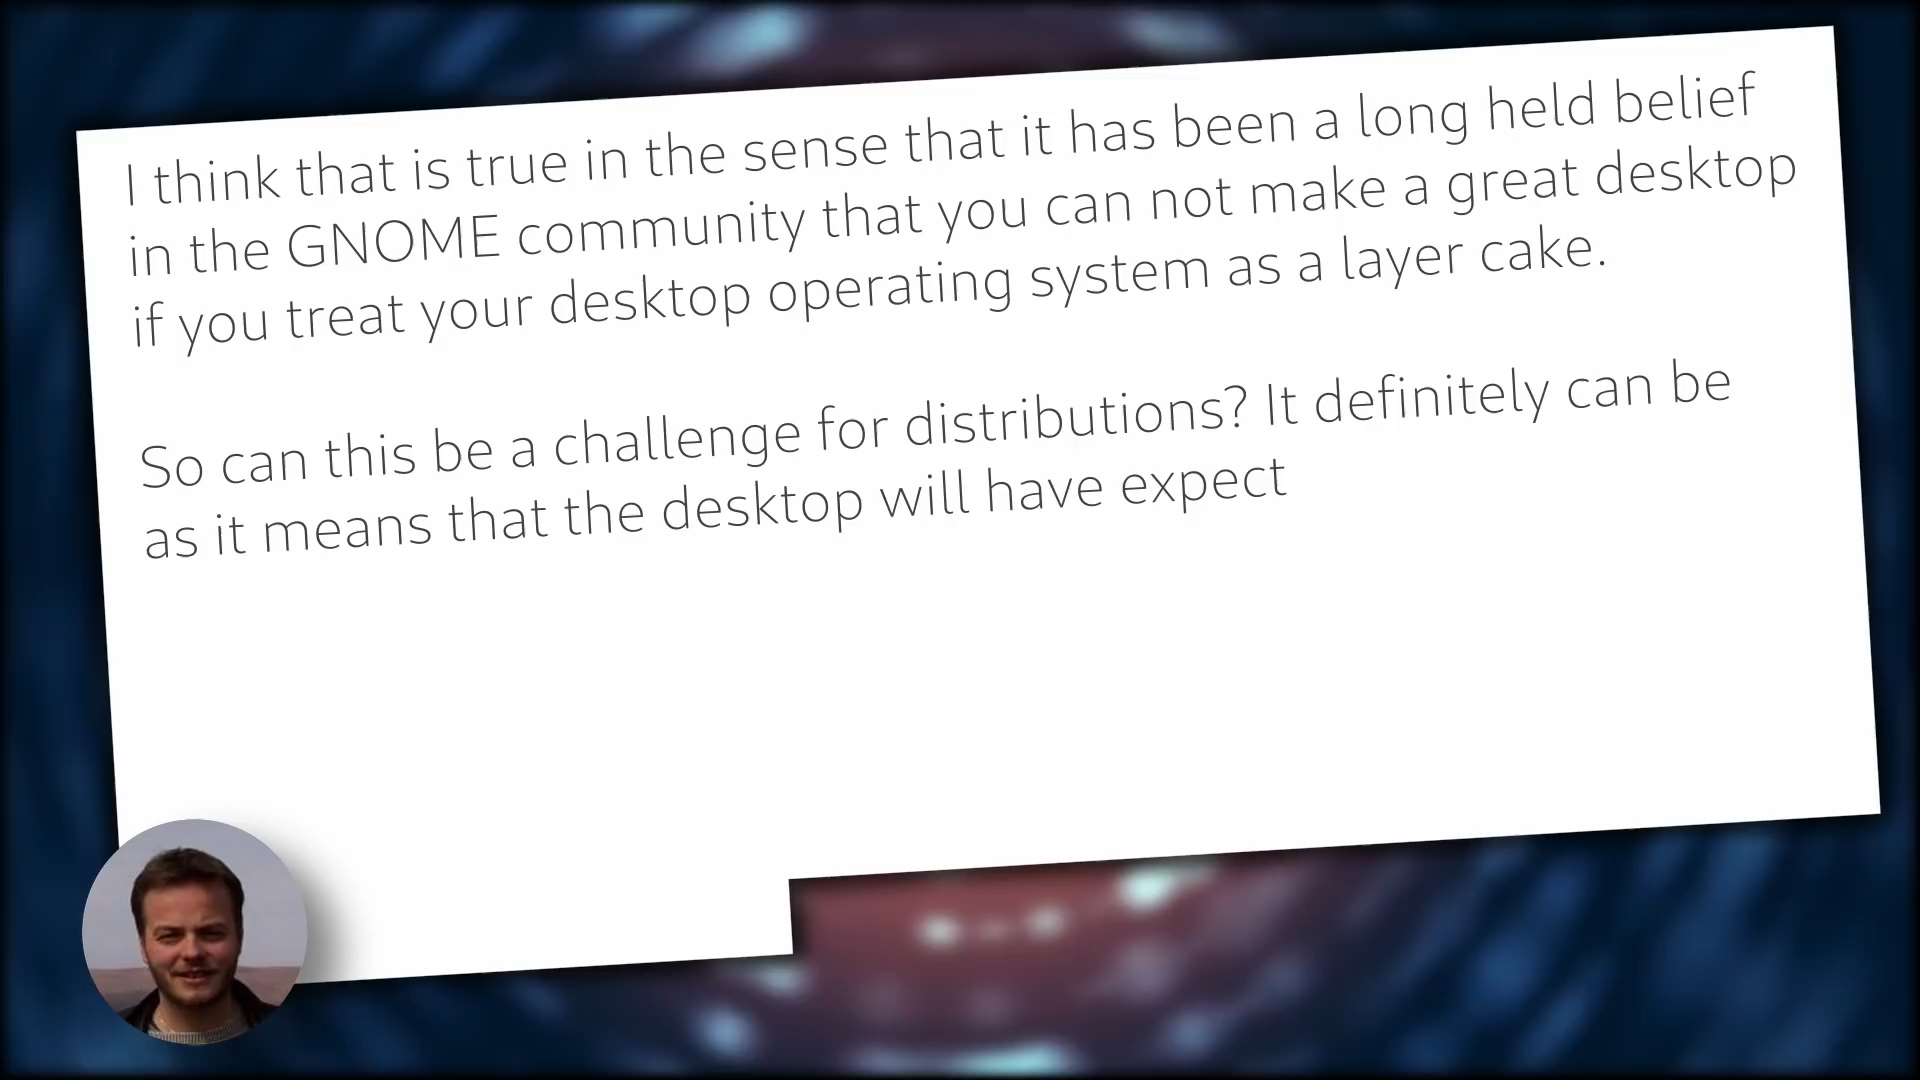 I think that is true in the sense that it has been a long held belief
in the GNOME community that you can not make a great desktop
if you treat your desktop operating system as a layer cake.
So can this be a challenge for distributions? It definitely can be
as it means that the desktop will have expect